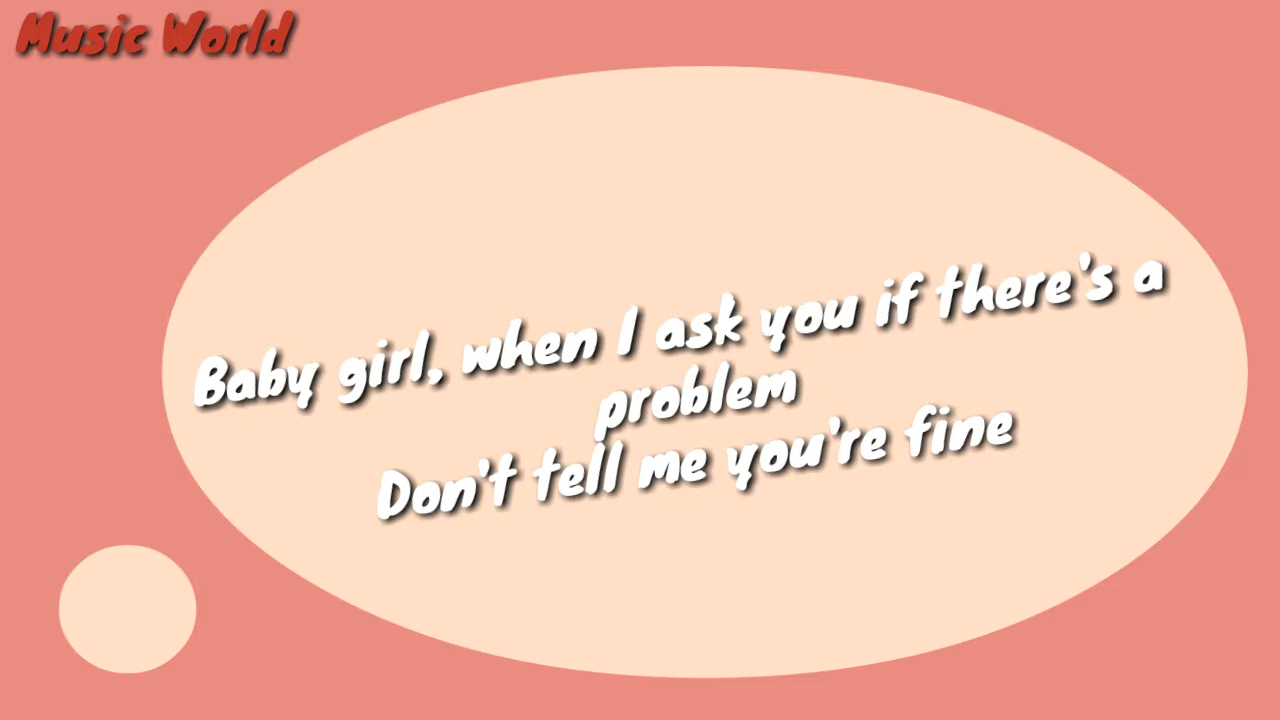 Music World
Baby girl, when I ask you if there's a
problem
Don't tell me you're fine